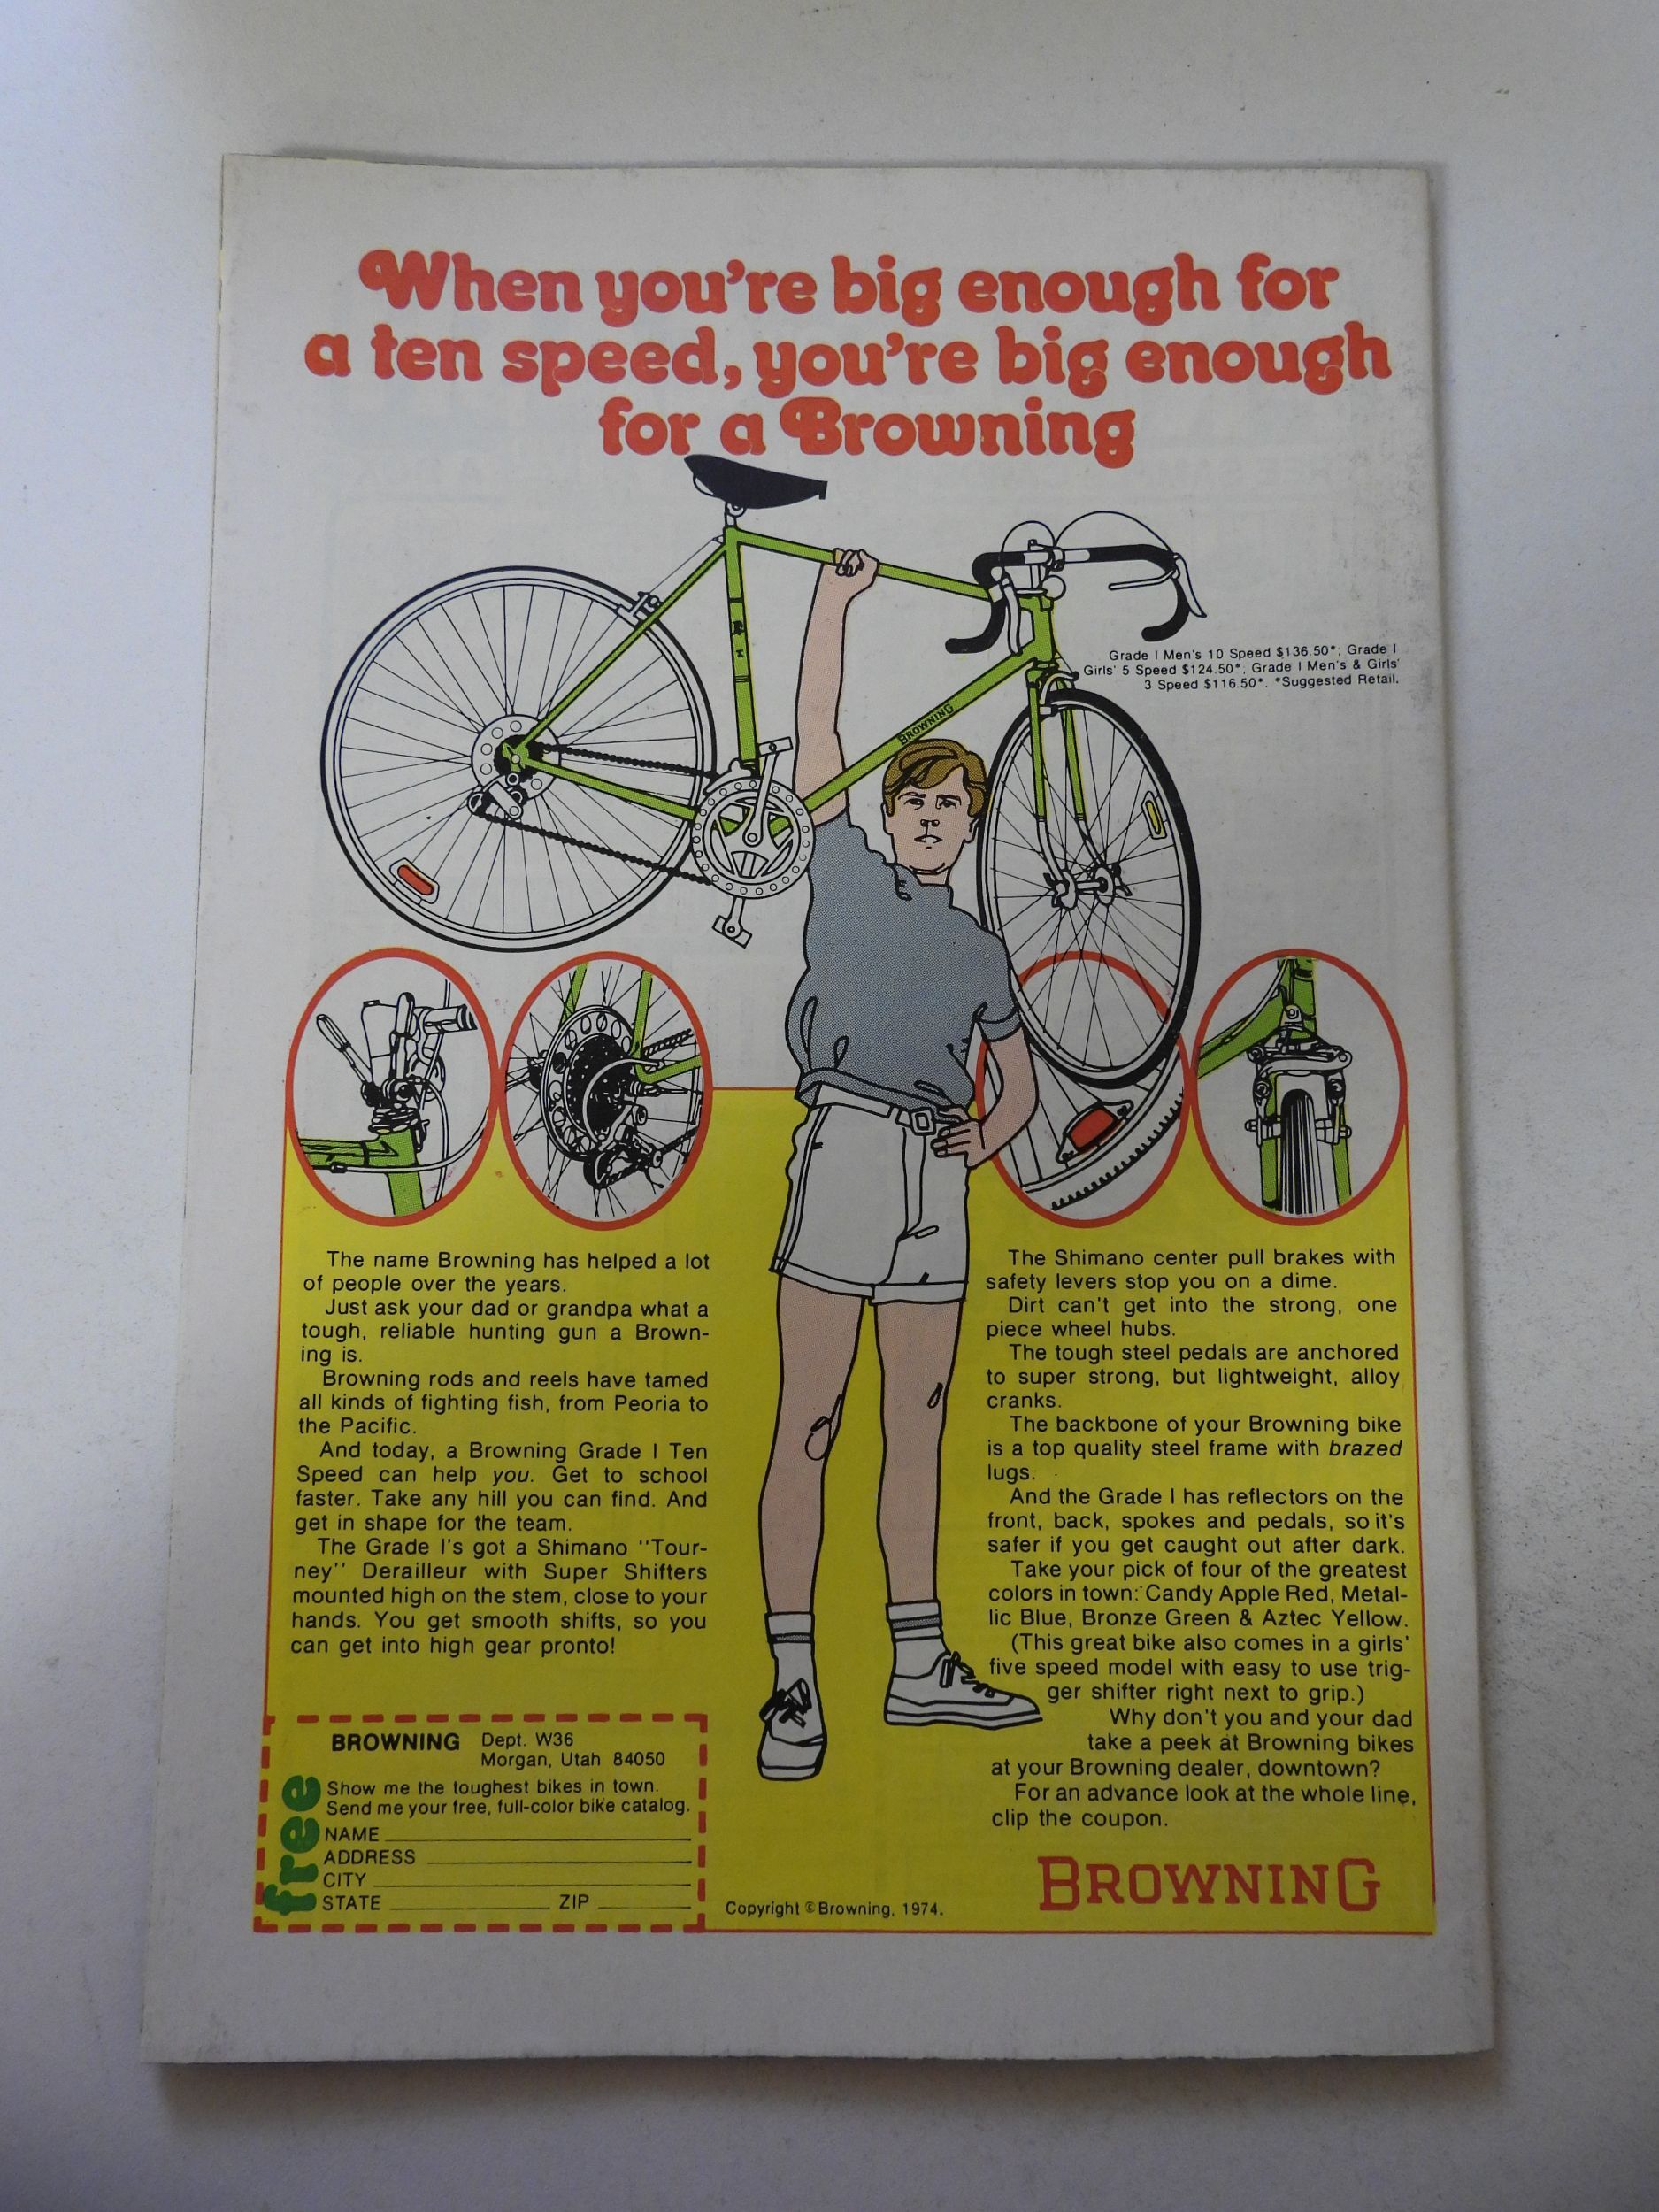 When you're big enough for
a ten speed, you're big enough
for a Browning
Grade I Men's 10 Speed $136.50*; Grade I
Girls' 5 Speed $124.50*; Grade I Men's & Girls'
3 Speed $116.50*. *Suggested Retail.
BROWNING
The name Browning has helped a lot
of people over the years.
Just ask your dad or grandpa what a
tough, reliable hunting gun a Brown-
ing is.
Browning rods and reels have tamed
all kinds of fighting fish, from Peoria to
the Pacific.
And today, a Browning Grade I Ten
Speed can help you. Get to school
faster. Take any hill you can find. And
get in shape for the team.
The Grade I's got a Shimano "Tour-
ney" Derailleur with Super Shifters
mounted high on the stem, close to your
hands. You get smooth shifts, so you
can get into high gear pronto!
The Shimano center pull brakes with
safety levers stop you on a dime.
Dirt can't get into the strong, one
piece wheel hubs.
The tough steel pedals are anchored
to super strong, but lightweight, alloy
cranks.
The backbone of your Browning bike
is a top quality steel frame with brazed
lugs.
And the Grade I has reflectors on the
front, back, spokes and pedals, so it's
safer if you get caught out after dark.
Take your pick of four of the greatest
colors in town: Candy Apple Red, Metal-
lic Blue, Bronze Green & Aztec Yellow.
(This great bike also comes in a girls'
five speed model with easy to use trig-
ger shifter right next to grip.)
Why don't you and your dad
take a peek at Browning bikes
at your Browning dealer, downtown?
For an advance look at the whole line,
clip the coupon.
BROWNING Dept. W36
Morgan, Utah 84050
free
Show me the toughest bikes in town.
Send me your free, full-color bike catalog.
NAME
ADDRESS
CITY
STATE ZIP
Copyright © Browning, 1974.
BROWNING